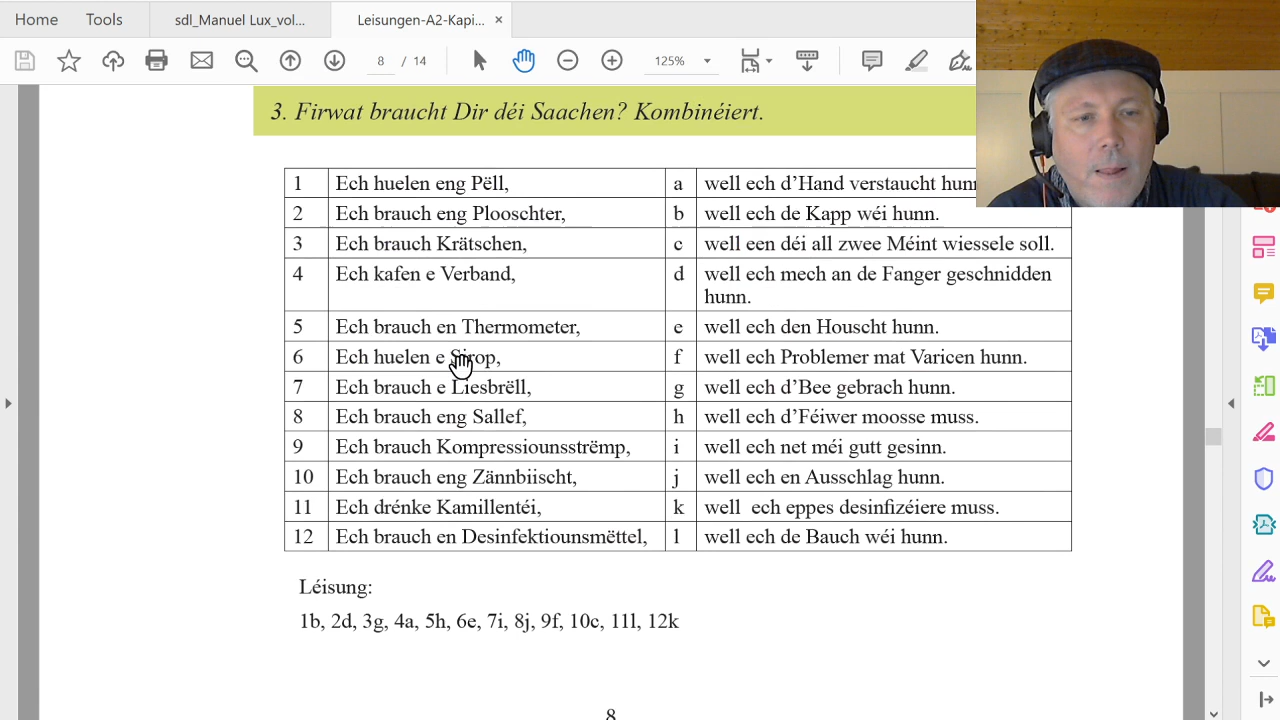 Home Tools sdl_Manuel Lux_vol... Leisungen-A2-Kapi... ×
8 / 14 125%
3. Firwat braucht Dir déi Saachen? Kombinéiert.
1 Ech huelen eng Pëll, a well ech d’Hand verstaucht hunn
2 Ech brauch eng Plooschter, b well ech de Kapp wéi hunn.
3 Ech brauch Krätschen, c well een déi all zwee Méint wiessele soll.
4 Ech kafen e Verband, d well ech mech an de Fanger geschnidden
hunn.
5 Ech brauch en Thermometer, e well ech den Houscht hunn.
6 Ech huelen e Sirop, f well ech Problemer mat Varicen hunn.
7 Ech brauch e Liesbrëll, g well ech d’Bee gebrach hunn.
8 Ech brauch eng Sallef, h well ech d’Féiwer moosse muss.
9 Ech brauch Kompressiounsstrëmp, i well ech net méi gutt gesinn.
10 Ech brauch eng Zännbiischt, j well ech en Ausschlag hunn.
11 Ech drénke Kamillentéi, k well ech eppes desinfizéiere muss.
12 Ech brauch en Desinfektiounsmëttel, l well ech de Bauch wéi hunn.
Léisung:
1b, 2d, 3g, 4a, 5h, 6e, 7i, 8j, 9f, 10c, 11l, 12k
8